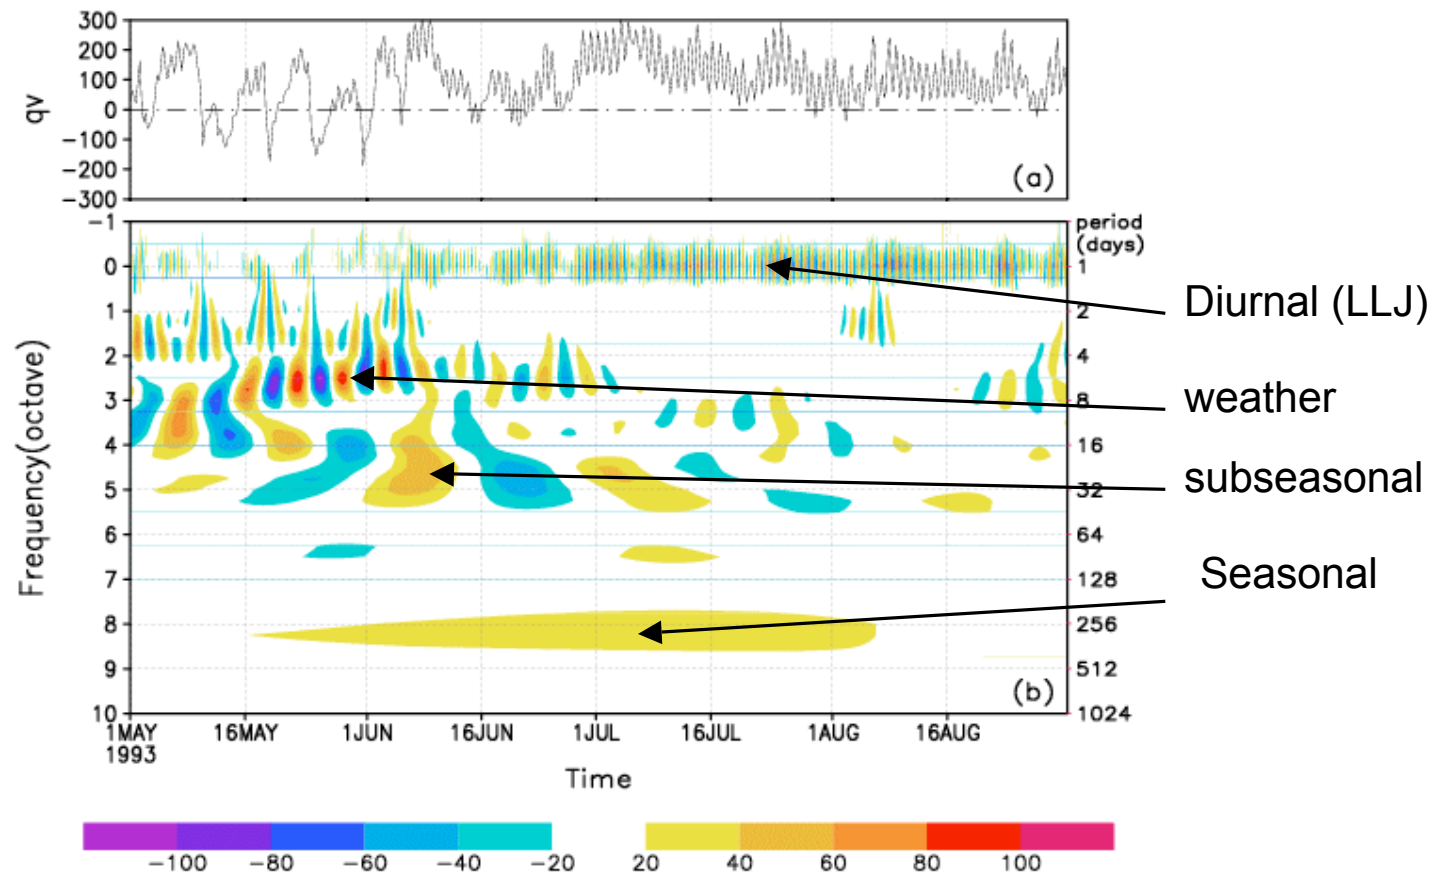 300
200
100
0
−100
−200
−300
qv
(a)
−1
0
1
2
3
4
5
6
7
8
9
10
Frequency(octave)
period
(days)
1
2
4
8
16
32
64
128
256
512
1024
(b)
Diurnal (LLJ)
weather
subseasonal
Seasonal
1MAY 16MAY 1JUN 16JUN 1JUL 16JUL 1AUG 16AUG
1993
Time
−100 −80 −60 −40 −20 20 40 60 80 100